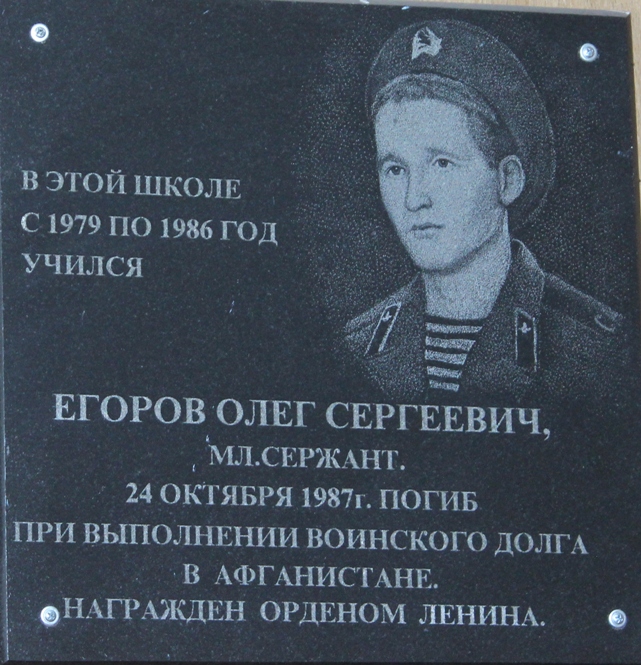 В ЭТОЙ ШКОЛЕ
С 1979 ПО 1986 ГОД
УЧИЛСЯ
ЕГОРОВ ОЛЕГ СЕРГЕЕВИЧ,
МЛ.СЕРЖАНТ.
24 ОКТЯБРЯ 1987г. ПОГИБ
ПРИ ВЫПОЛНЕНИИ ВОИНСКОГО ДОЛГА
В АФГАНИСТАНЕ.
НАГРАЖДЕН ОРДЕНОМ ЛЕНИНА.